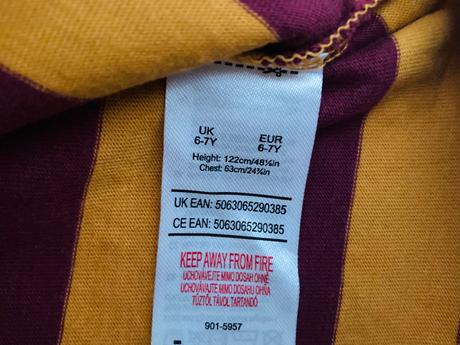 UK
6-7Y
EUR
6-7Y
Height: 122cm/48¼in
Chest: 63cm/24¾in
UK EAN: 5063065290385
CE EAN: 5063065290385
KEEP AWAY FROM FIRE
UCHOVÁVEJTE MIMO DOSAH OHNĚ
UCHOVÁVAJTE MIMO DOSAHU OHŇA
TŰZTŐL TÁVOL TARTANDÓ
901-5957